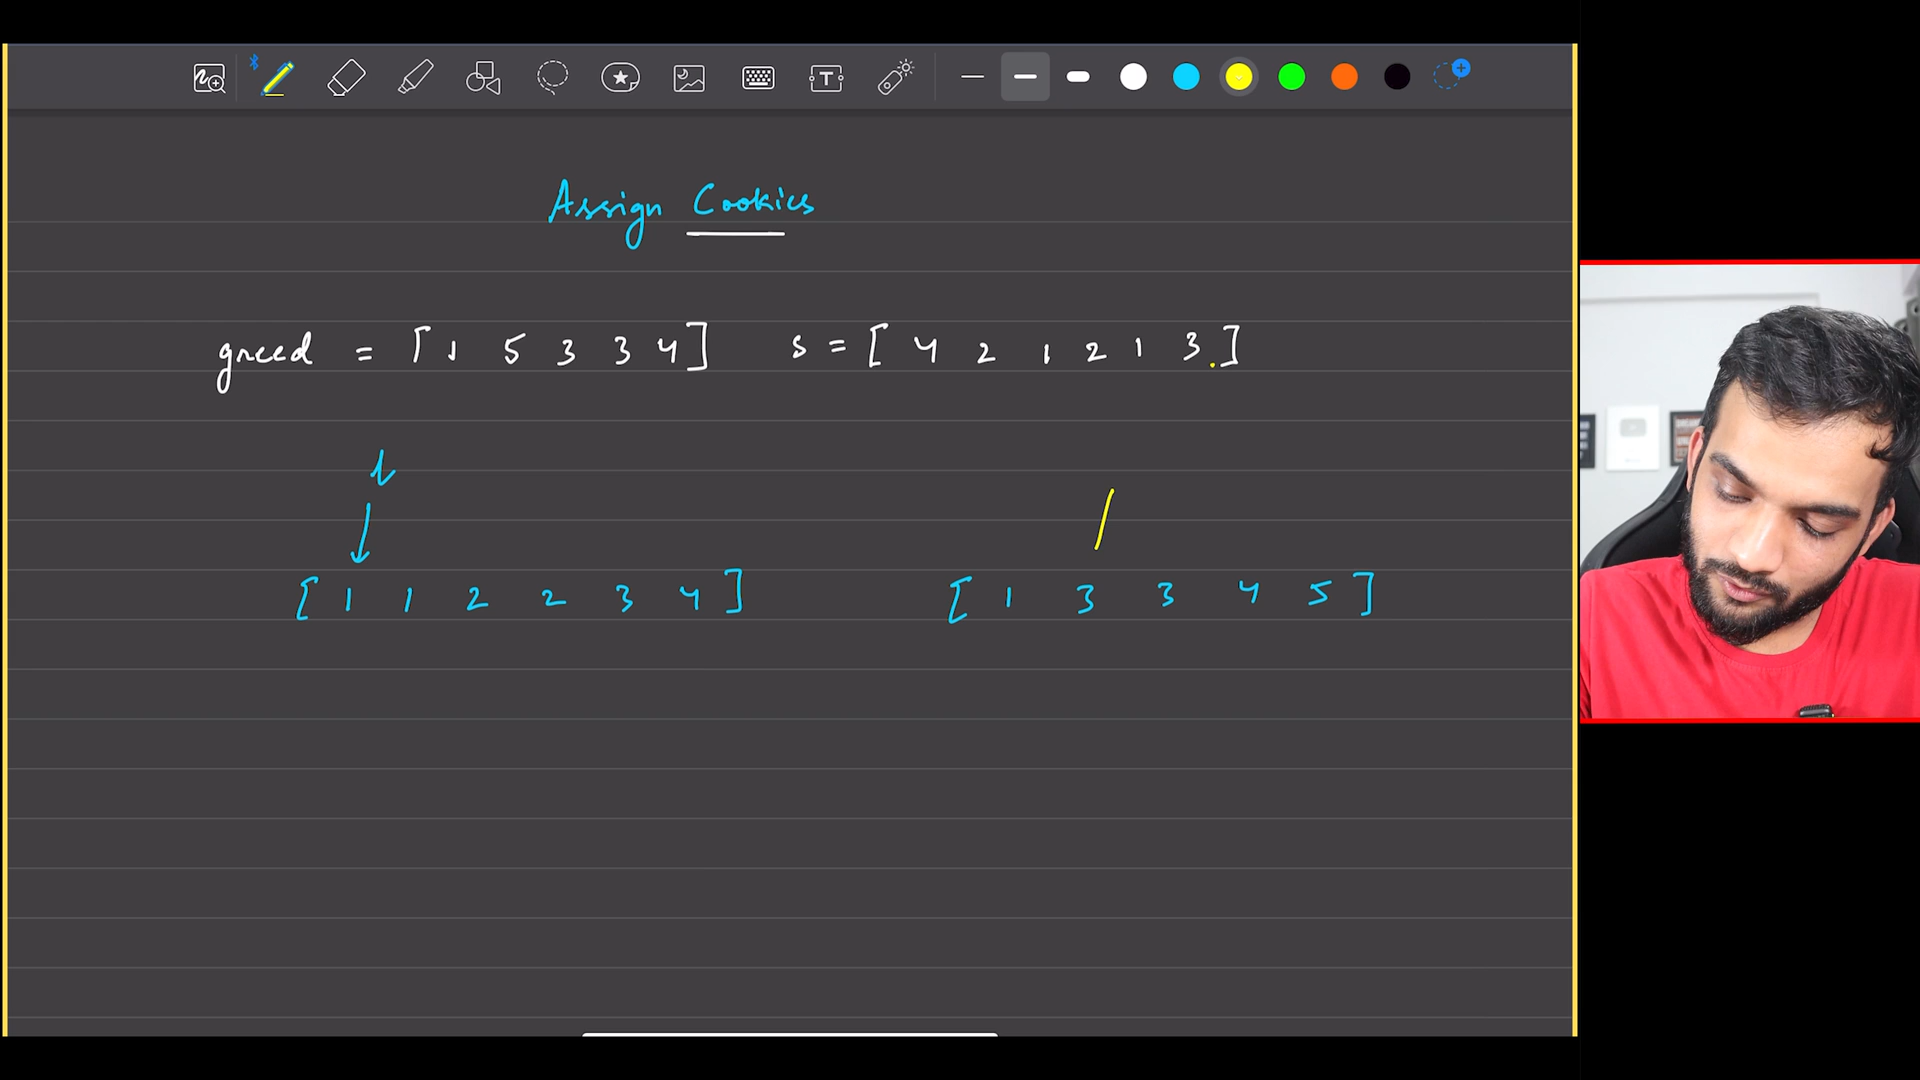 Assign Cookies
greed = [ 1 5 3 3 4 ] s = [ 4 2 1 2 1 3 ]
l
[ 1 1 2 2 3 4 ] [ 1 3 3 4 5 ]